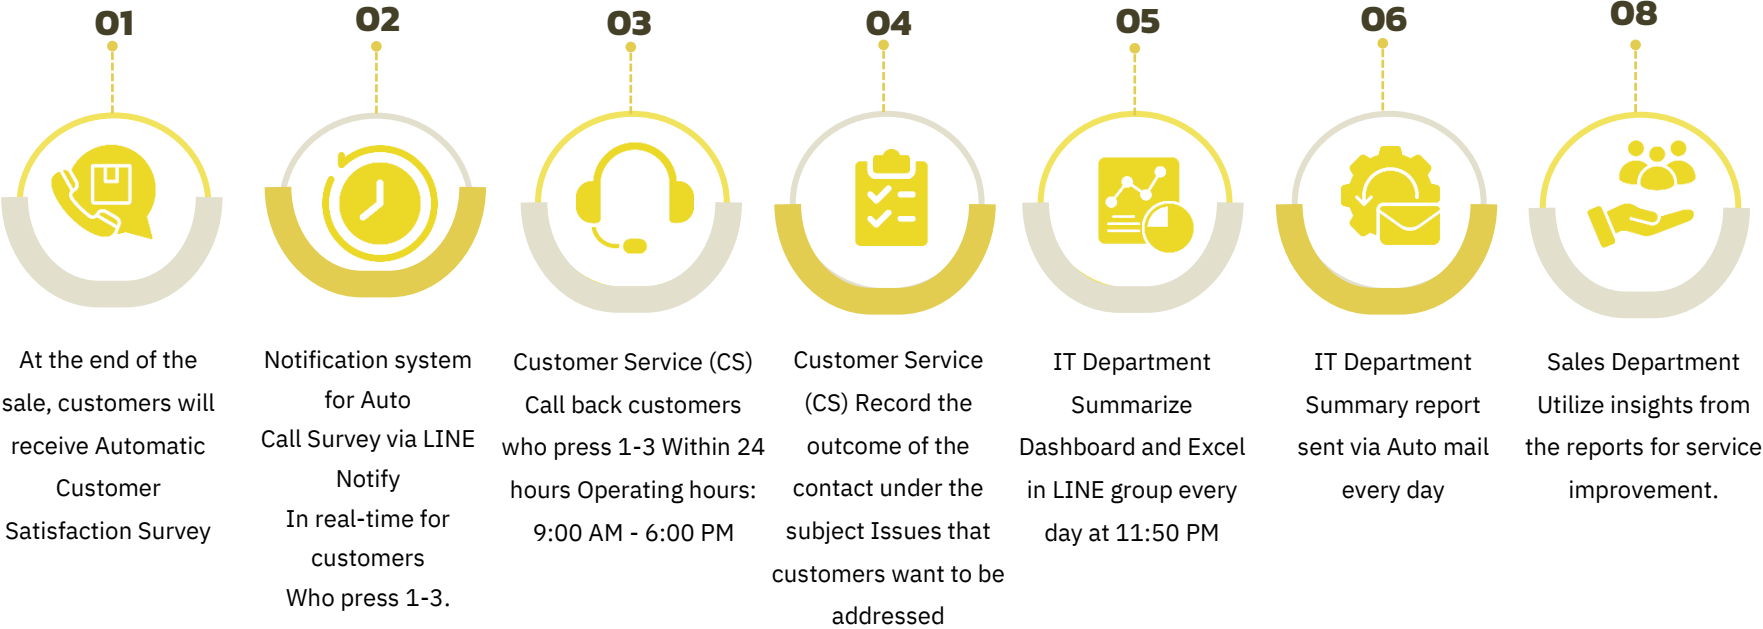 01
At the end of the
sale, customers will
receive Automatic
Customer
Satisfaction Survey
02
Notification system
for Auto
Call Survey via LINE
Notify
In real-time for
customers
Who press 1-3.
03
Customer Service (CS)
Call back customers
who press 1-3 Within 24
hours Operating hours:
9:00 AM - 6:00 PM
04
Customer Service
(CS) Record the
outcome of the
contact under the
subject Issues that
customers want to be
addressed
05
IT Department
Summarize
Dashboard and Excel
in LINE group every
day at 11:50 PM
06
IT Department
Summary report
sent via Auto mail
every day
08
Sales Department
Utilize insights from
the reports for service
improvement.